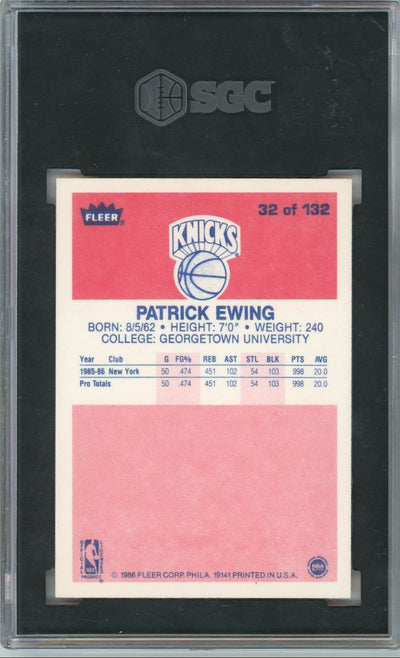 SGC
FLEER®
32 of 132
KNICKS®
PATRICK EWING
BORN: 8/5/62 • HEIGHT: 7'0" • WEIGHT: 240
COLLEGE: GEORGETOWN UNIVERSITY
Year Club G FG% REB AST STL BLK PTS AVG
1985-86 New York 50 .474 451 102 54 103 998 20.0
Pro Totals 50 .474 451 102 54 103 998 20.0
© 1986 FLEER CORP. PHILA. 19141 PRINTED IN U.S.A.